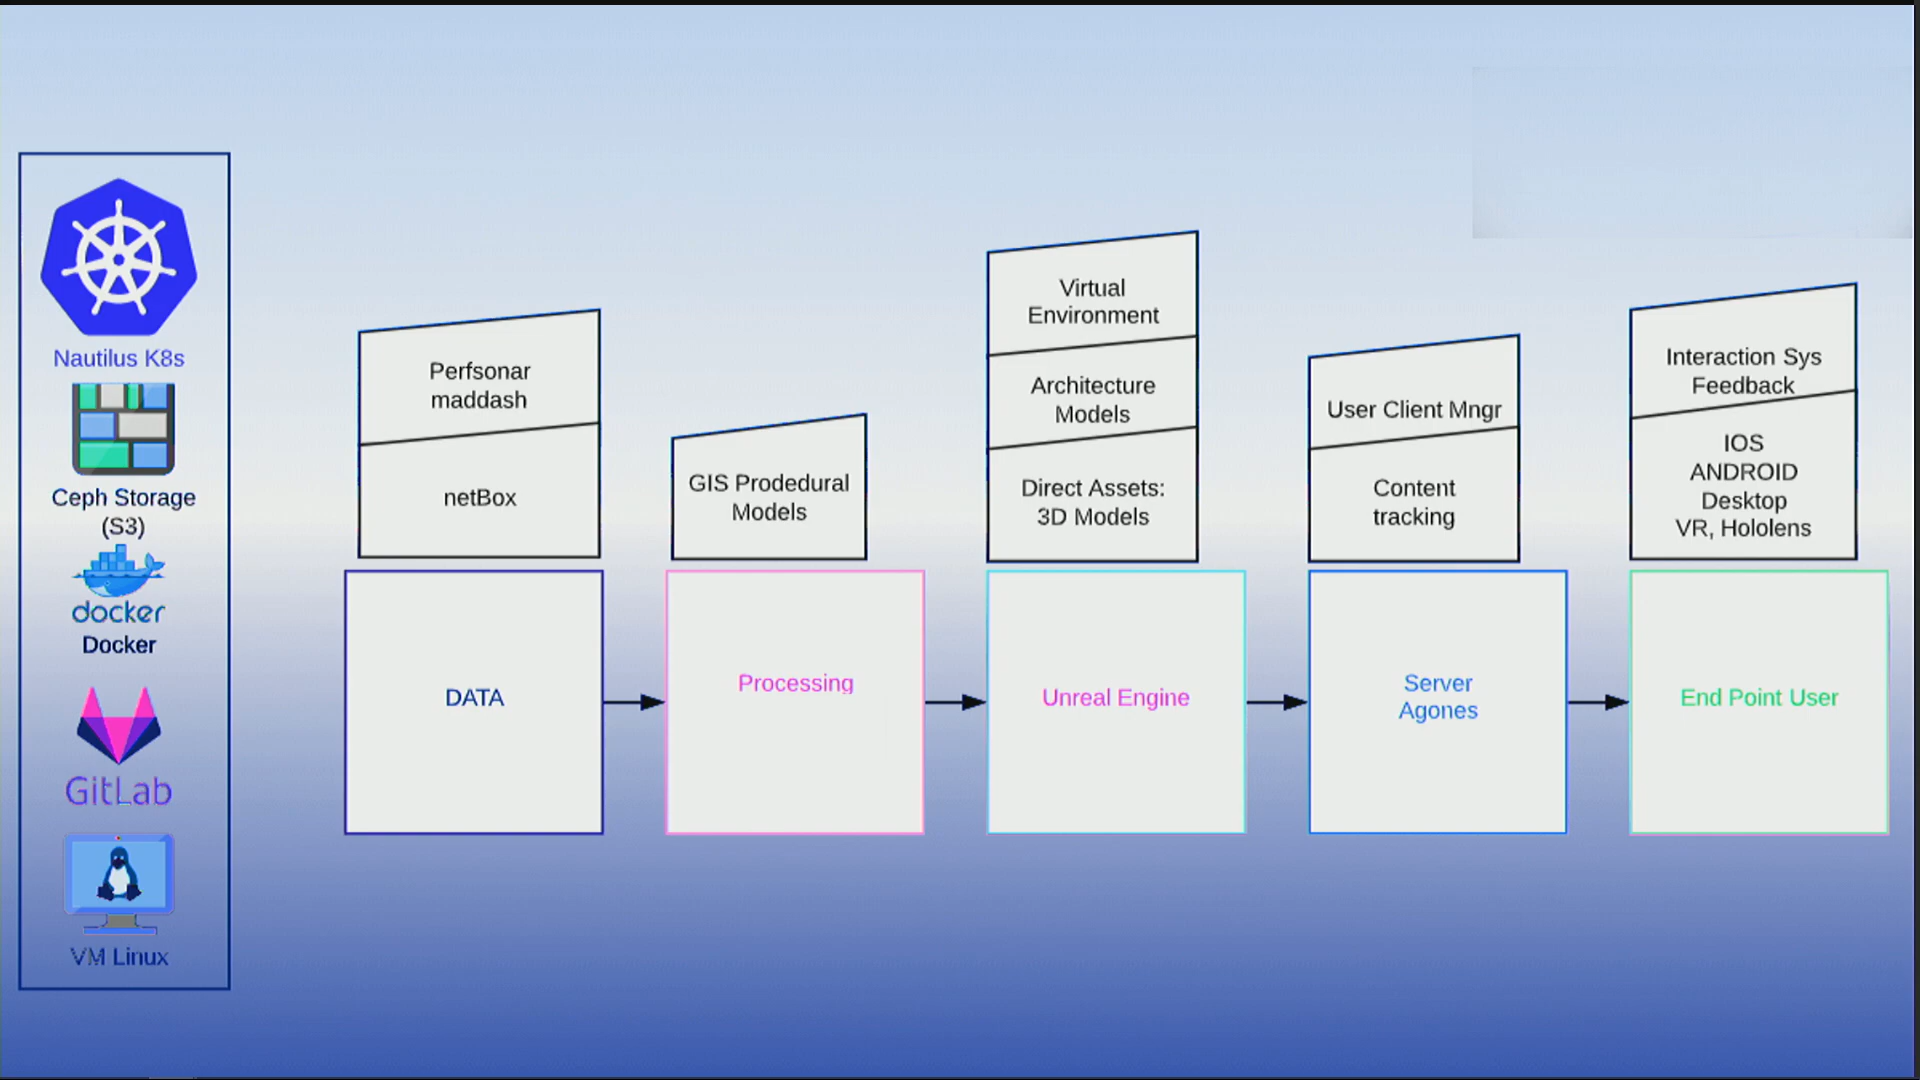 Nautilus K8s
Ceph Storage
(S3)
docker
Docker
GitLab
VM Linux
Perfsonar
maddash
netBox
DATA
GIS Prodedural
Models
Processing
Virtual
Environment
Architecture
Models
Direct Assets:
3D Models
Unreal Engine
User Client Mngr
Content
tracking
Server
Agones
Interaction Sys
Feedback
IOS
ANDROID
Desktop
VR, Hololens
End Point User